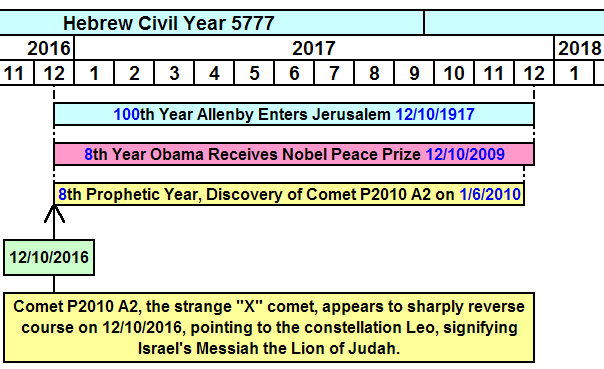 Hebrew Civil Year 5777
2016 2017 2018
11 12 1 2 3 4 5 6 7 8 9 10 11 12 1
100th Year Allenby Enters Jerusalem 12/10/1917
8th Year Obama Receives Nobel Peace Prize 12/10/2009
8th Prophetic Year, Discovery of Comet P2010 A2 on 1/6/2010
12/10/2016
Comet P2010 A2, the strange "X" comet, appears to sharply reverse
course on 12/10/2016, pointing to the constellation Leo, signifying
Israel's Messiah the Lion of Judah.